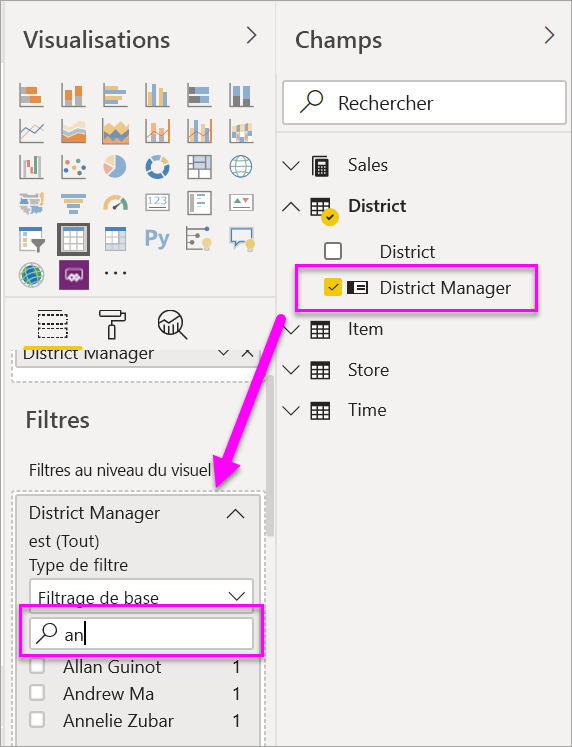 Visualisations
123
Py
District Manager
Filtres
Filtres au niveau du visuel
District Manager
est (Tout)
Type de filtre
Filtrage de base
an
Allan Guinot 1
Andrew Ma 1
Annelie Zubar 1
Champs
Rechercher
Sales
District
District
District Manager
Item
Store
Time